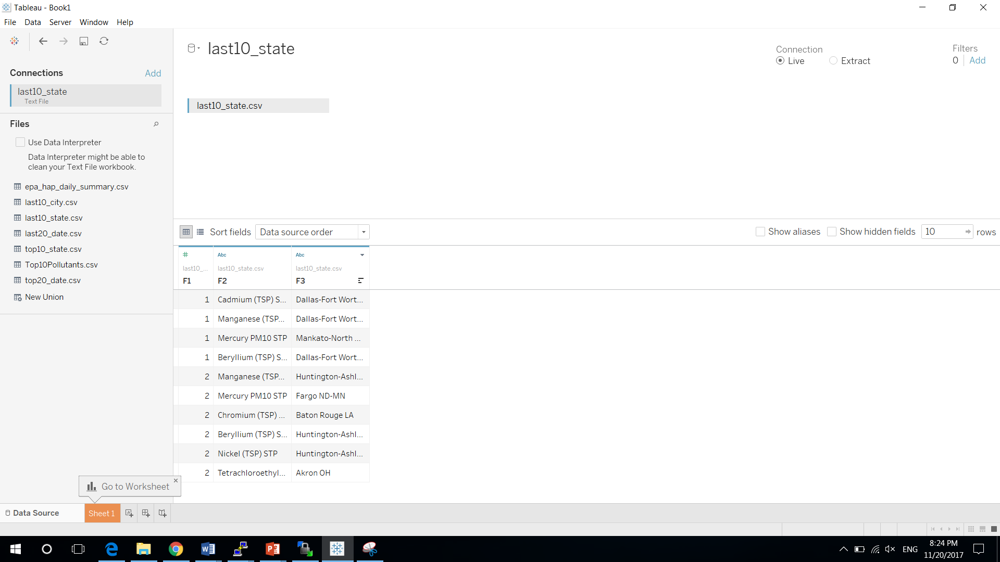 Tableau - Book1
File Data Server Window Help
last10_state
Connection
Live Extract
Filters
0 Add
Connections Add
last10_state
Text File
last10_state.csv
Files
Use Data Interpreter
Data Interpreter might be able to
clean your Text File workbook.
epa_hap_daily_summary.csv
last10_city.csv
last10_state.csv
last20_date.csv
top10_state.csv
Top10Pollutants.csv
top20_date.csv
New Union
Sort fields Data source order Show aliases Show hidden fields 10 rows
# Abc Abc
last10_... last10_state.csv last10_state.csv
F1 F2 F3
1 Cadmium (TSP) S... Dallas-Fort Wort...
1 Manganese (TSP... Dallas-Fort Wort...
1 Mercury PM10 STP Mankato-North ...
1 Beryllium (TSP) S... Dallas-Fort Wort...
2 Manganese (TSP... Huntington-Ashl...
2 Mercury PM10 STP Fargo ND-MN
2 Chromium (TSP) ... Baton Rouge LA
2 Beryllium (TSP) S... Huntington-Ashl...
2 Nickel (TSP) STP Huntington-Ashl...
2 Tetrachloroethyl... Akron OH
Go to Worksheet
Data Source Sheet 1
ENG
8:24 PM
11/20/2017